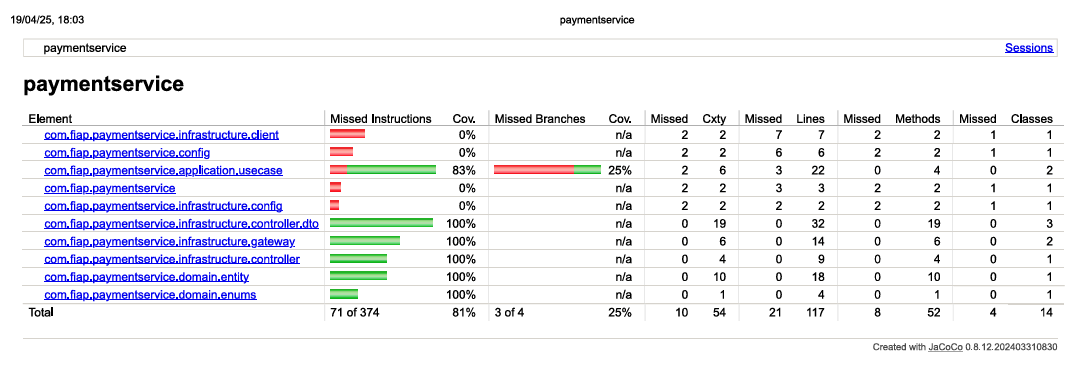 19/04/25, 18:03 paymentservice
paymentservice Sessions
paymentservice
Element Missed Instructions Cov. Missed Branches Cov. Missed Cxty Missed Lines Missed Methods Missed Classes
com.fiap.paymentservice.infrastructure.client 0% n/a 2 2 7 7 2 2 1 1
com.fiap.paymentservice.config 0% n/a 2 2 6 6 2 2 1 1
com.fiap.paymentservice.application.usecase 83% 25% 2 6 3 22 0 4 0 2
com.fiap.paymentservice 0% n/a 2 2 3 3 2 2 1 1
com.fiap.paymentservice.infrastructure.config 0% n/a 2 2 2 2 2 2 1 1
com.fiap.paymentservice.infrastructure.controller.dto 100% n/a 0 19 0 32 0 19 0 3
com.fiap.paymentservice.infrastructure.gateway 100% n/a 0 6 0 14 0 6 0 2
com.fiap.paymentservice.infrastructure.controller 100% n/a 0 4 0 9 0 4 0 1
com.fiap.paymentservice.domain.entity 100% n/a 0 10 0 18 0 10 0 1
com.fiap.paymentservice.domain.enums 100% n/a 0 1 0 4 0 1 0 1
Total 71 of 374 81% 3 of 4 25% 10 54 21 117 8 52 4 14
Created with JaCoCo 0.8.12.202403310830